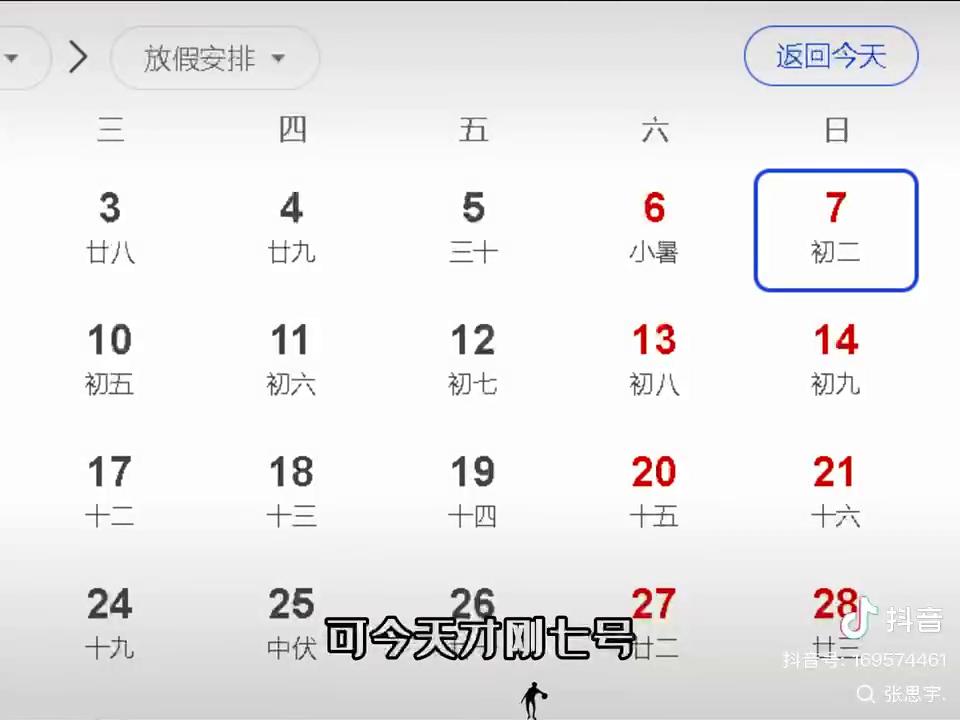 放假安排
返回今天
三 四 五 六 日
3 4 5 6 7
廿八 廿九 三十 小暑 初二
10 11 12 13 14
初五 初六 初七 初八 初九
17 18 19 20 21
十二 十三 十四 十五 十六
24 25 26 27 28
十九 中伏 廿二 廿三
可今天才刚七号
抖音
抖音号: 169574461
张思宇.